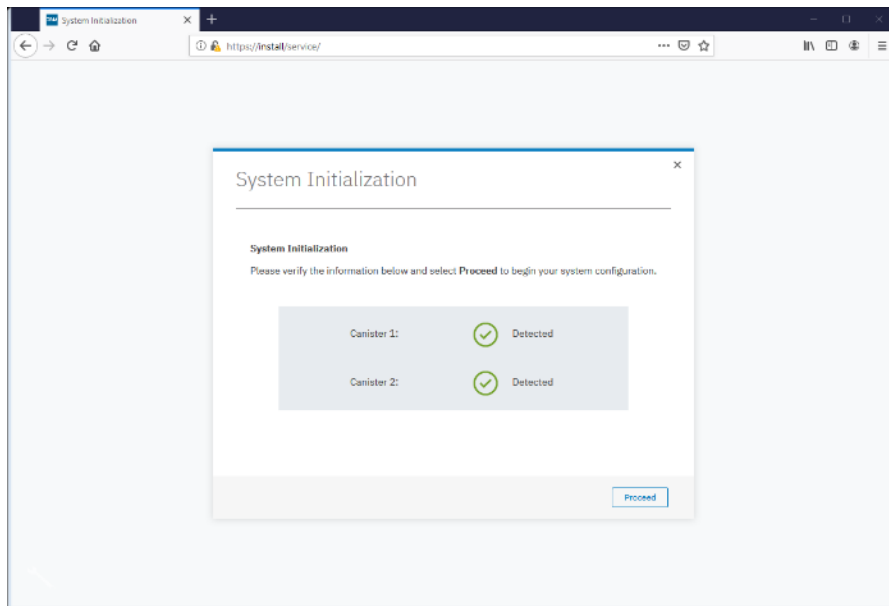 System Initialization
https://install/service/
System Initialization
System Initialization
Please verify the information below and select Proceed to begin your system configuration.
Canister 1: Detected
Canister 2: Detected
Proceed